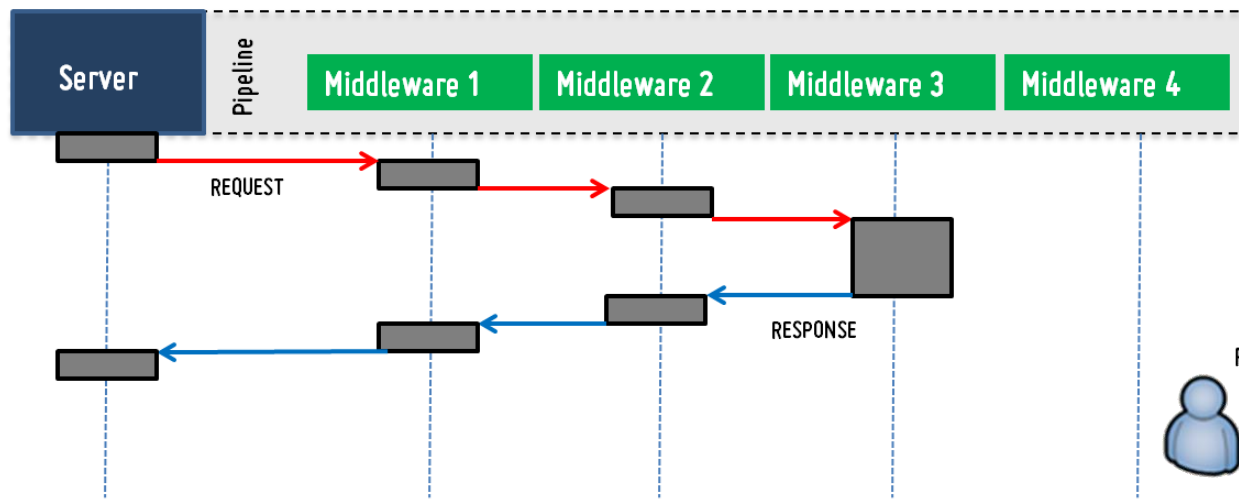 Server
Pipeline
Middleware 1
Middleware 2
Middleware 3
Middleware 4
REQUEST
RESPONSE